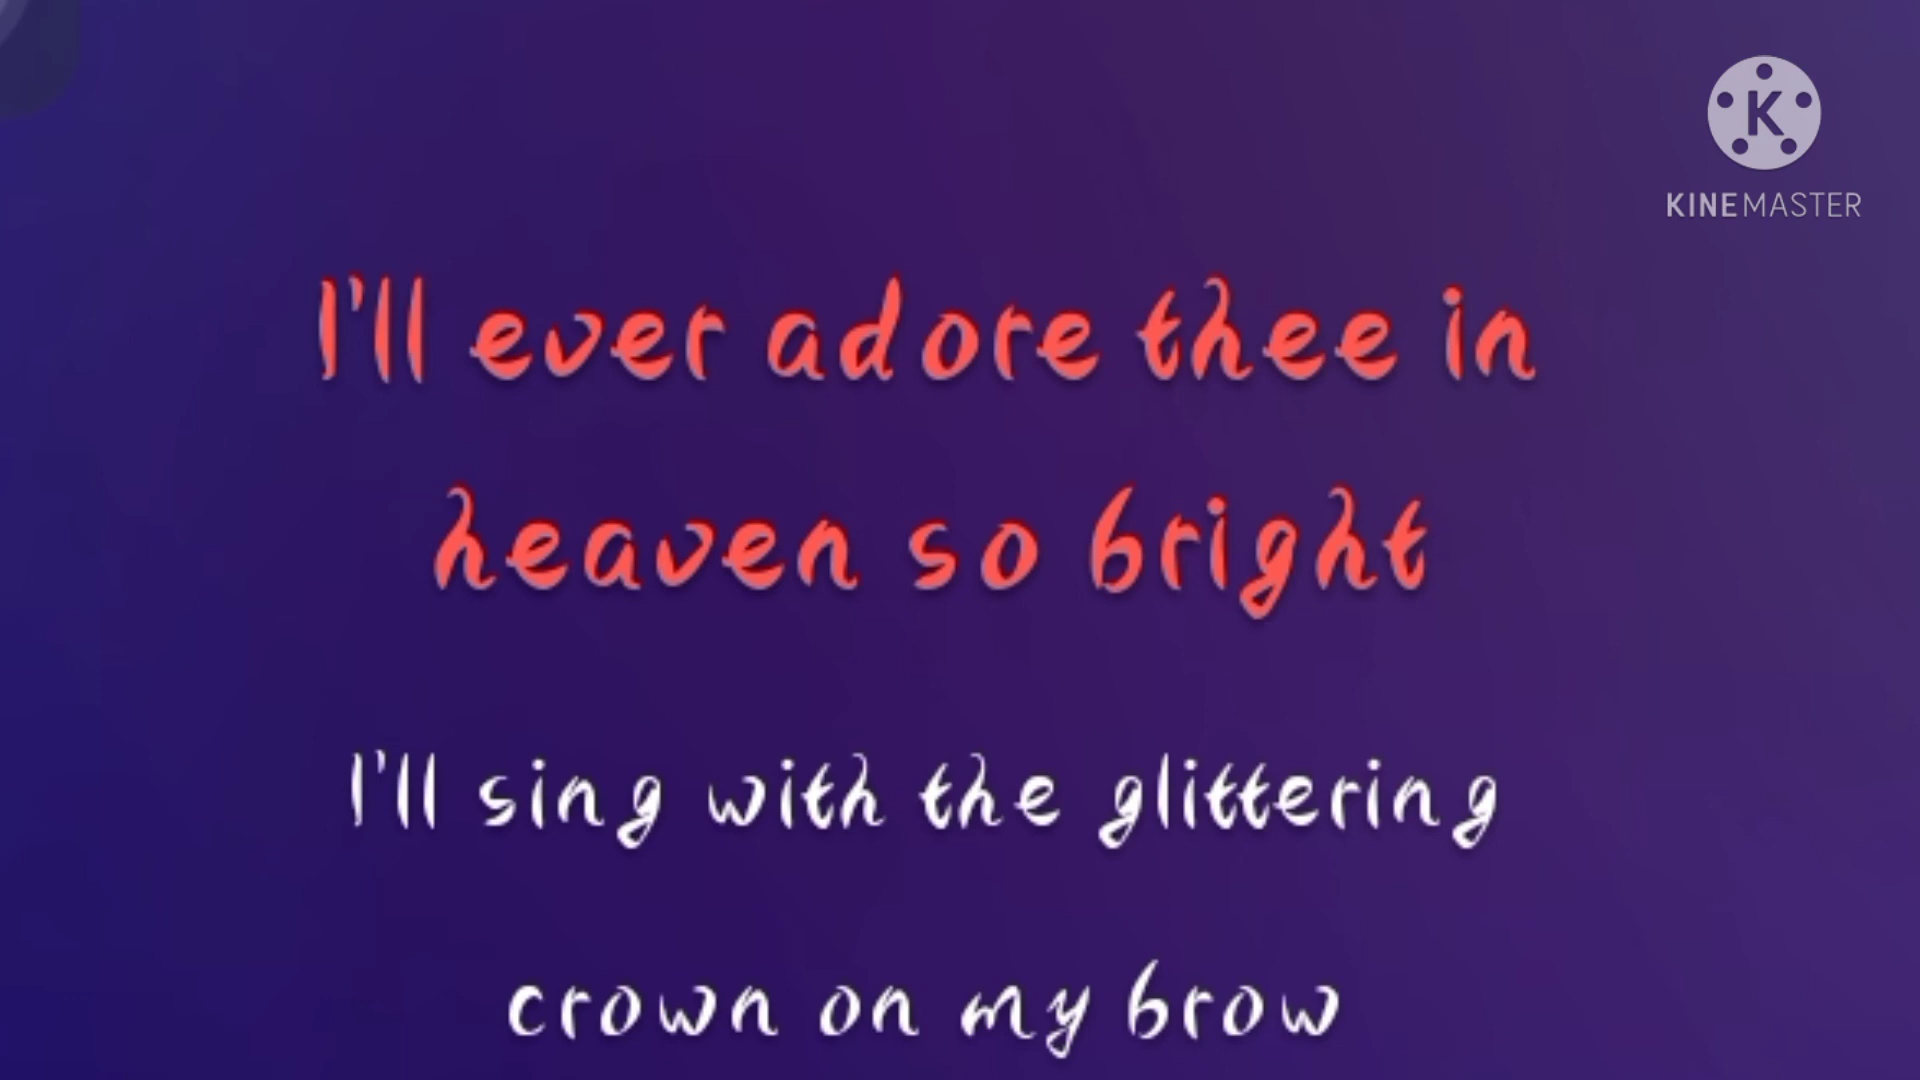 K
KINEMASTER
I'll ever adore thee in
heaven so bright
I'll sing with the glittering
crown on my brow